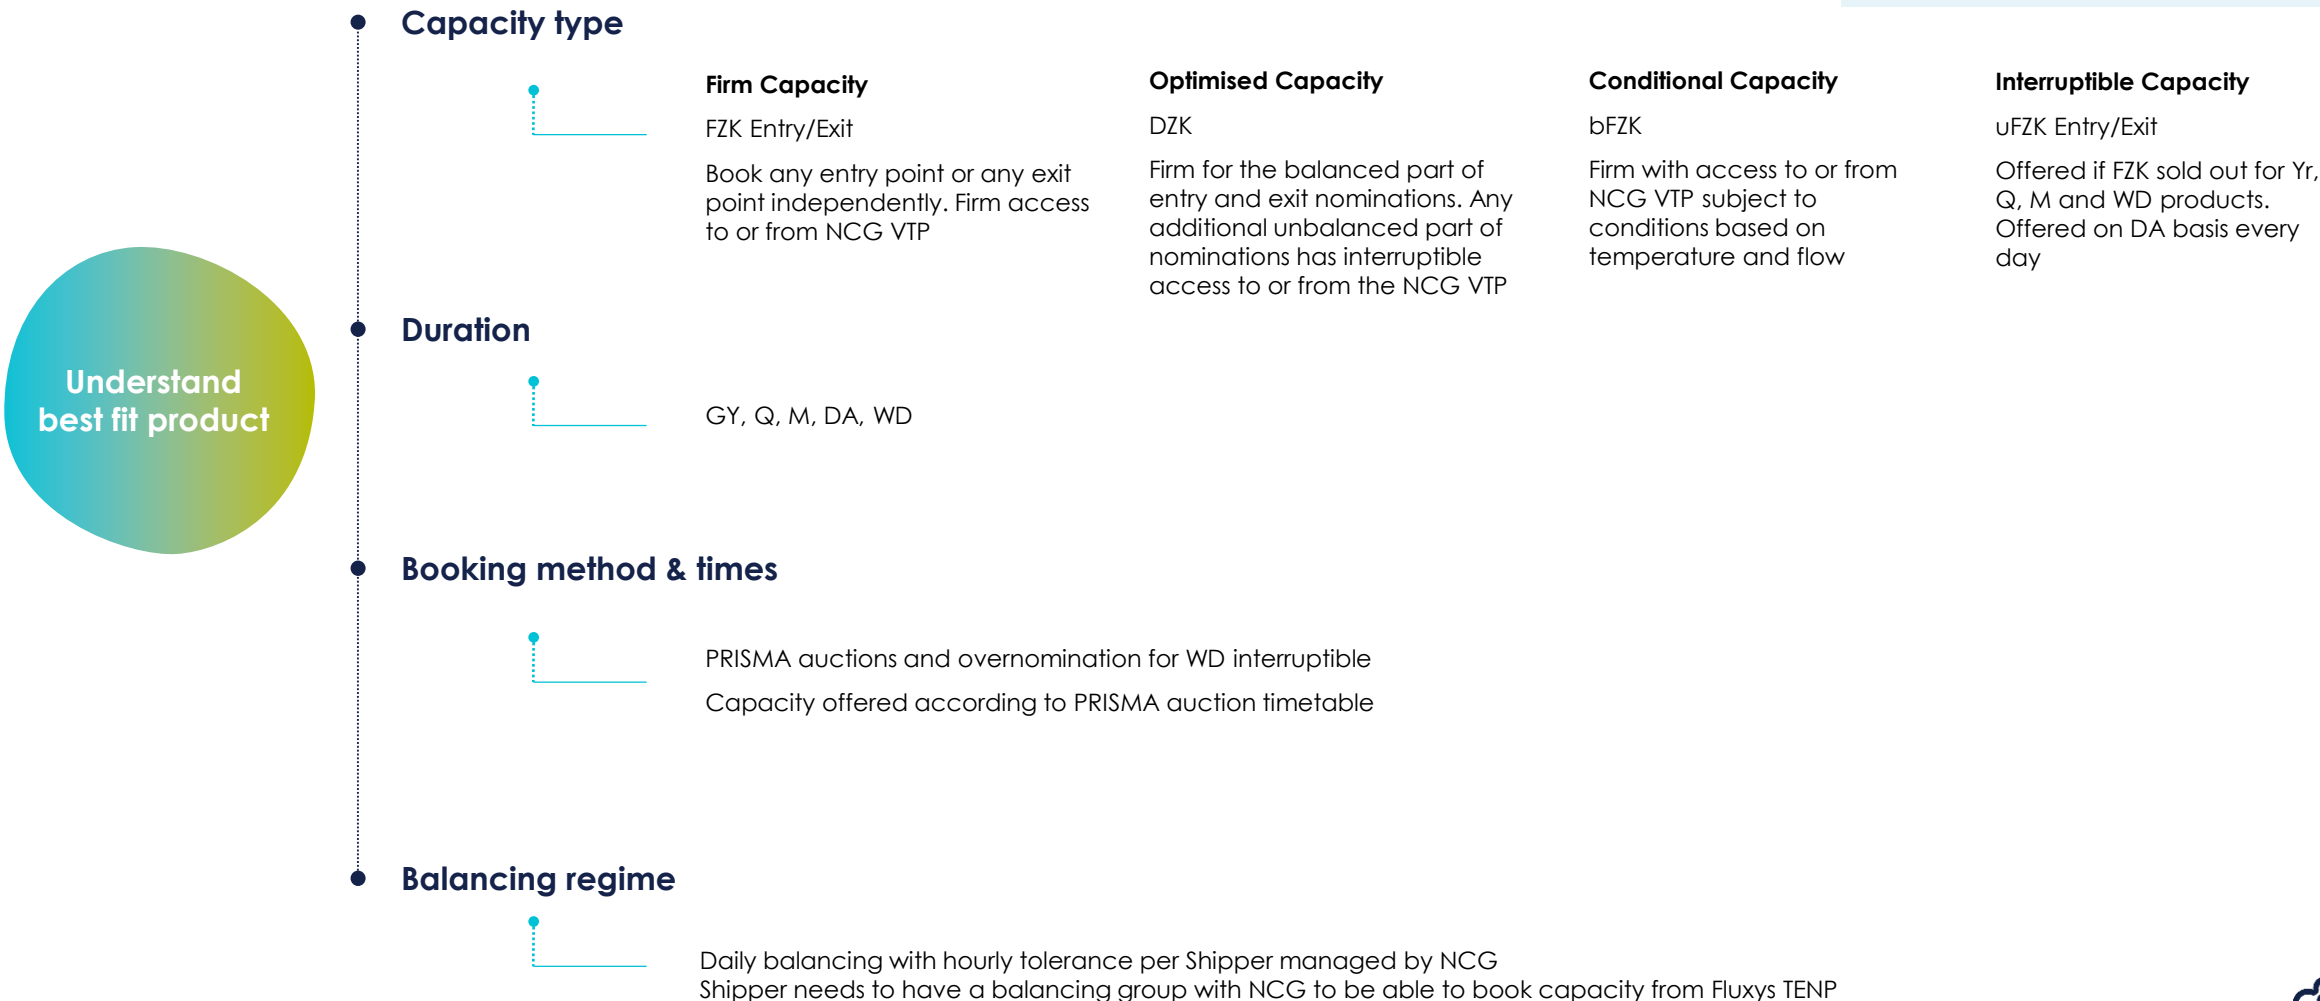 Understand
best fit product
Capacity type
Firm Capacity
FZK Entry/Exit
Book any entry point or any exit
point independently. Firm access
to or from NCG VTP
Optimised Capacity
DZK
Firm for the balanced part of
entry and exit nominations. Any
additional unbalanced part of
nominations has interruptible
access to or from the NCG VTP
Conditional Capacity
bFZK
Firm with access to or from
NCG VTP subject to
conditions based on
temperature and flow
Interruptible Capacity
uFZK Entry/Exit
Offered if FZK sold out for Yr,
Q, M and WD products.
Offered on DA basis every
day
Duration
GY, Q, M, DA, WD
Booking method & times
PRISMA auctions and overnomination for WD interruptible
Capacity offered according to PRISMA auction timetable
Balancing regime
Daily balancing with hourly tolerance per Shipper managed by NCG
Shipper needs to have a balancing group with NCG to be able to book capacity from Fluxys TENP